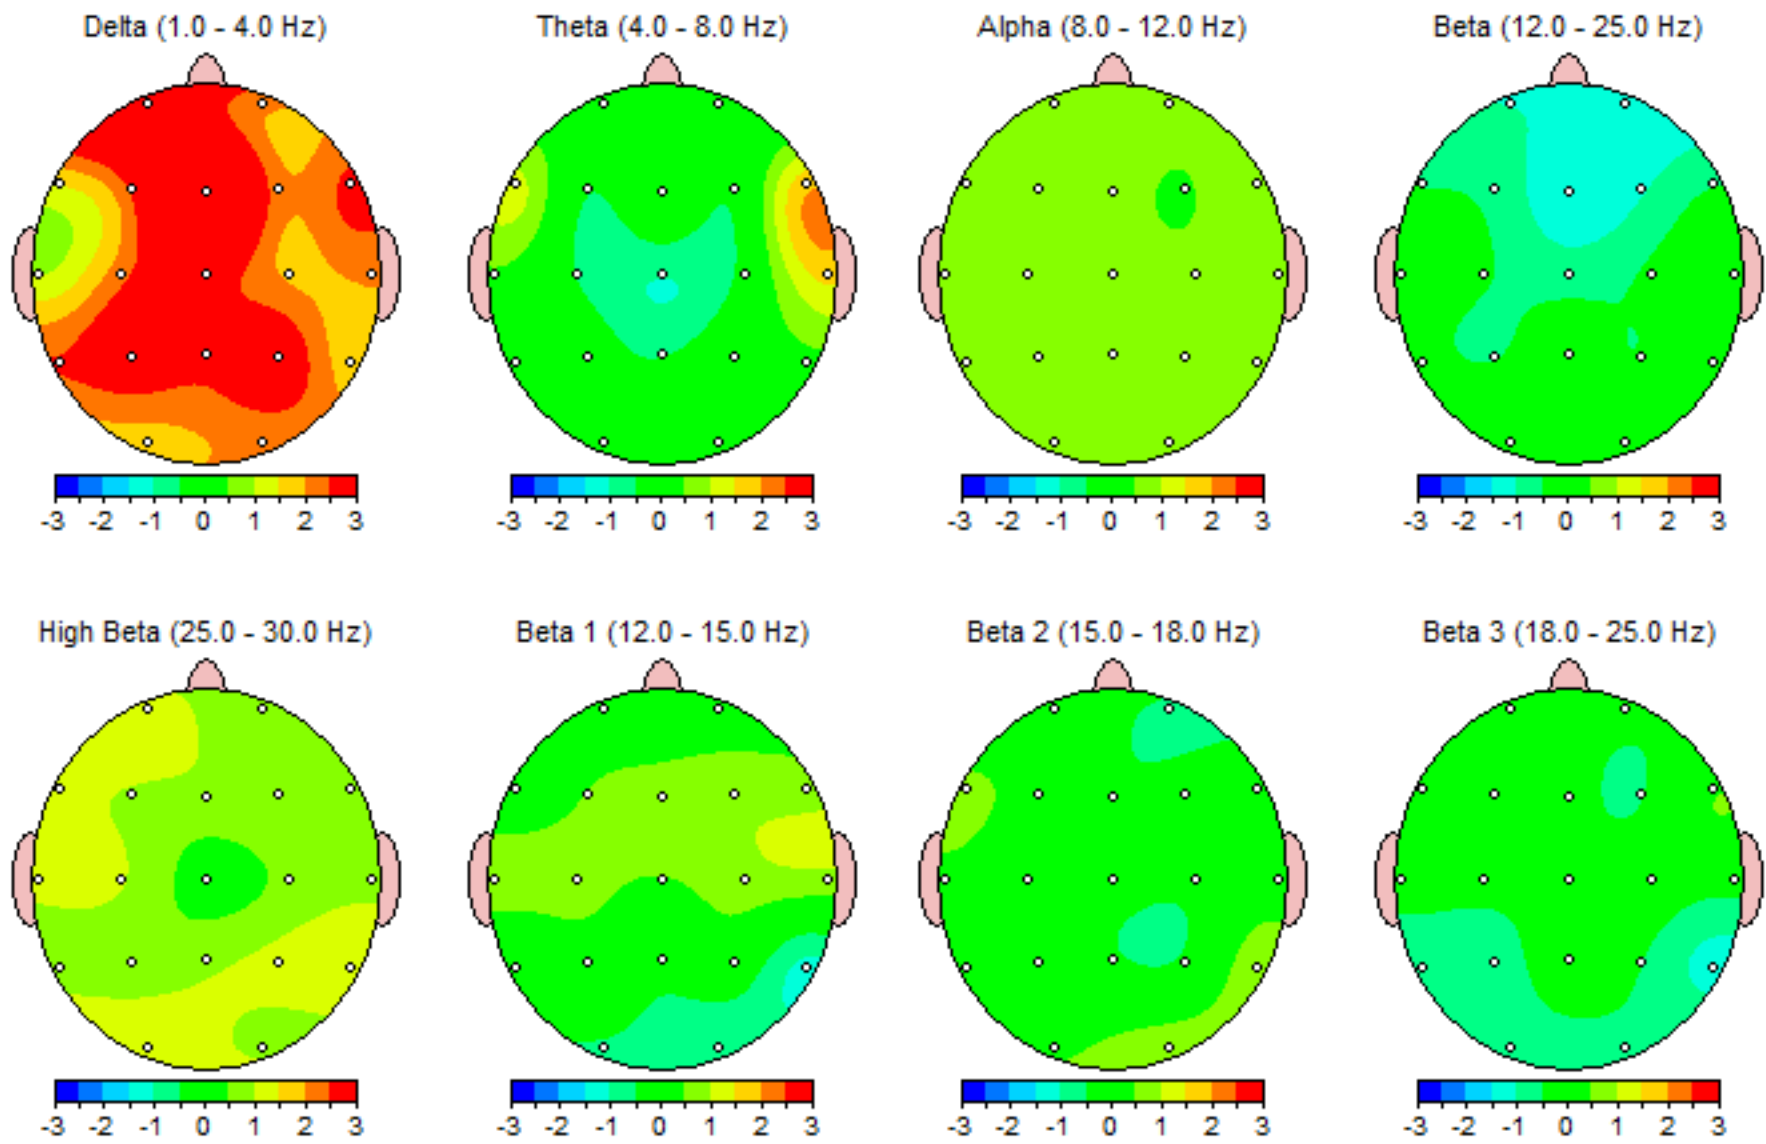 Delta (1.0 - 4.0 Hz)
Theta (4.0 - 8.0 Hz)
Alpha (8.0 - 12.0 Hz)
Beta (12.0 - 25.0 Hz)
-3 -2 -1 0 1 2 3
-3 -2 -1 0 1 2 3
-3 -2 -1 0 1 2 3
-3 -2 -1 0 1 2 3
High Beta (25.0 - 30.0 Hz)
Beta 1 (12.0 - 15.0 Hz)
Beta 2 (15.0 - 18.0 Hz)
Beta 3 (18.0 - 25.0 Hz)
-3 -2 -1 0 1 2 3
-3 -2 -1 0 1 2 3
-3 -2 -1 0 1 2 3
-3 -2 -1 0 1 2 3